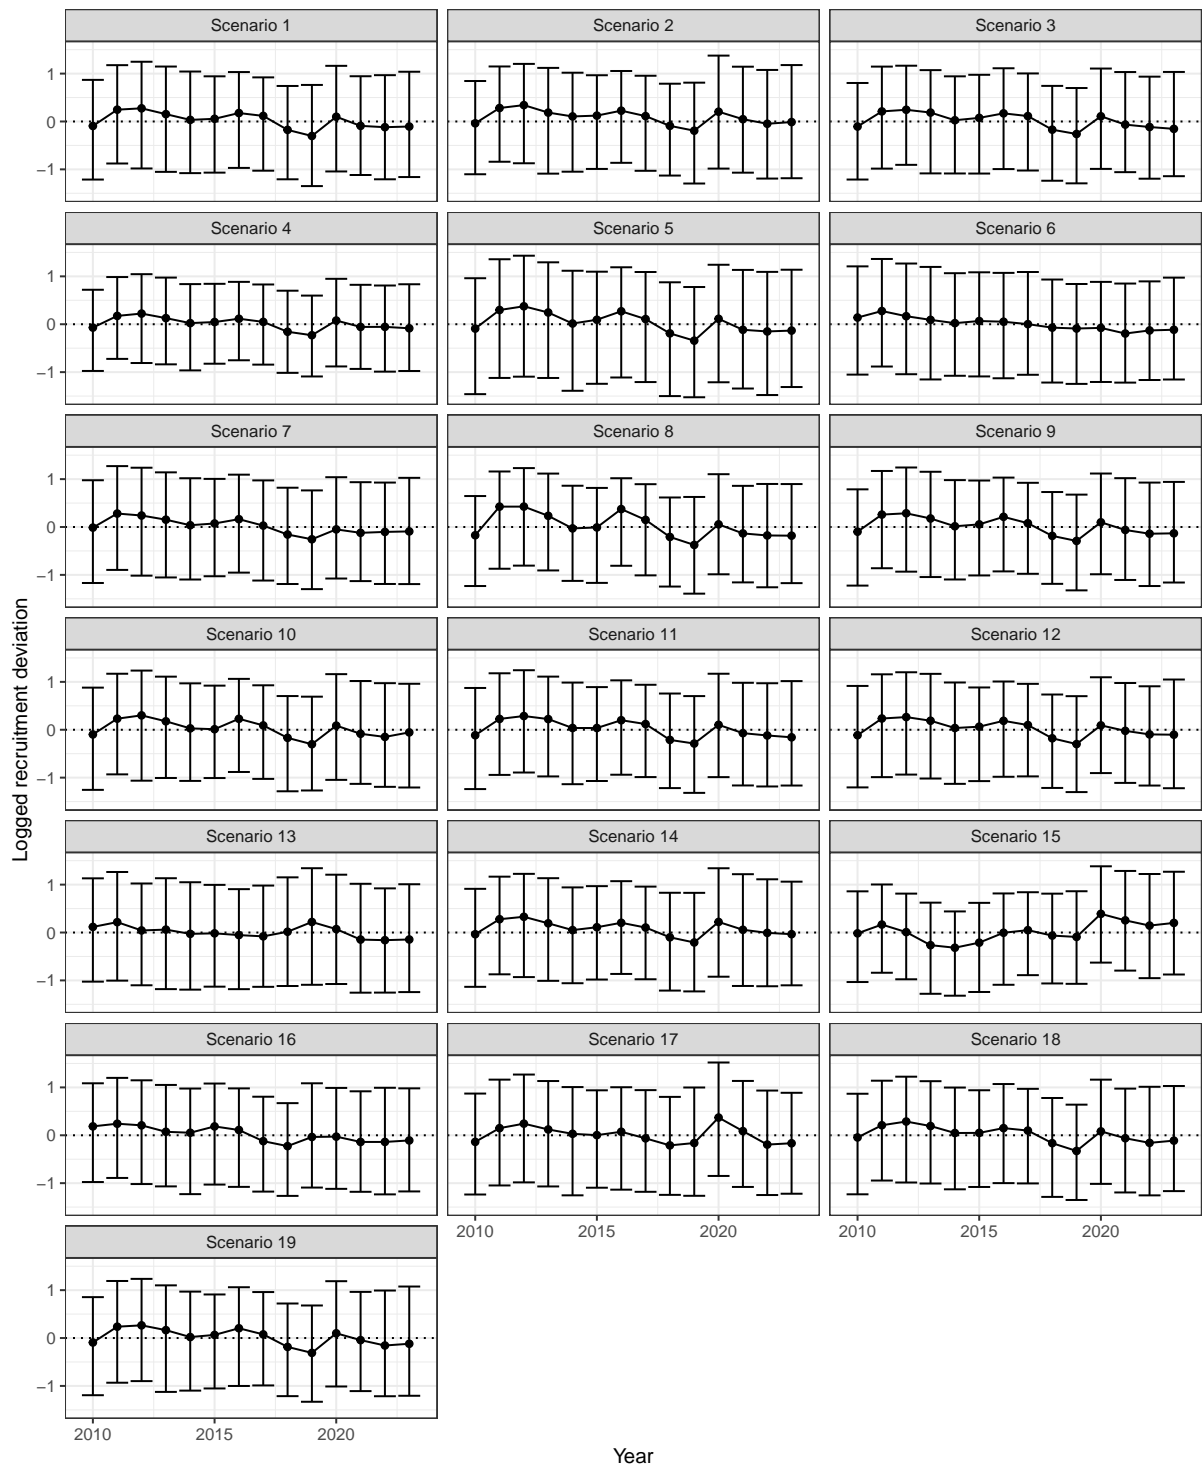 Scenario 1
Scenario 2
Scenario 3
1
0
−1
Scenario 4
Scenario 5
Scenario 6
1
0
−1
Scenario 7
Scenario 8
Scenario 9
1
0
−1
Scenario 10
Scenario 11
Scenario 12
1
0
−1
Logged recruitment deviation
Scenario 13
Scenario 14
Scenario 15
1
0
−1
Scenario 16
Scenario 17
Scenario 18
1
0
−1
2010 2015 2020
2010 2015 2020
Scenario 19
1
0
−1
2010 2015 2020
Year